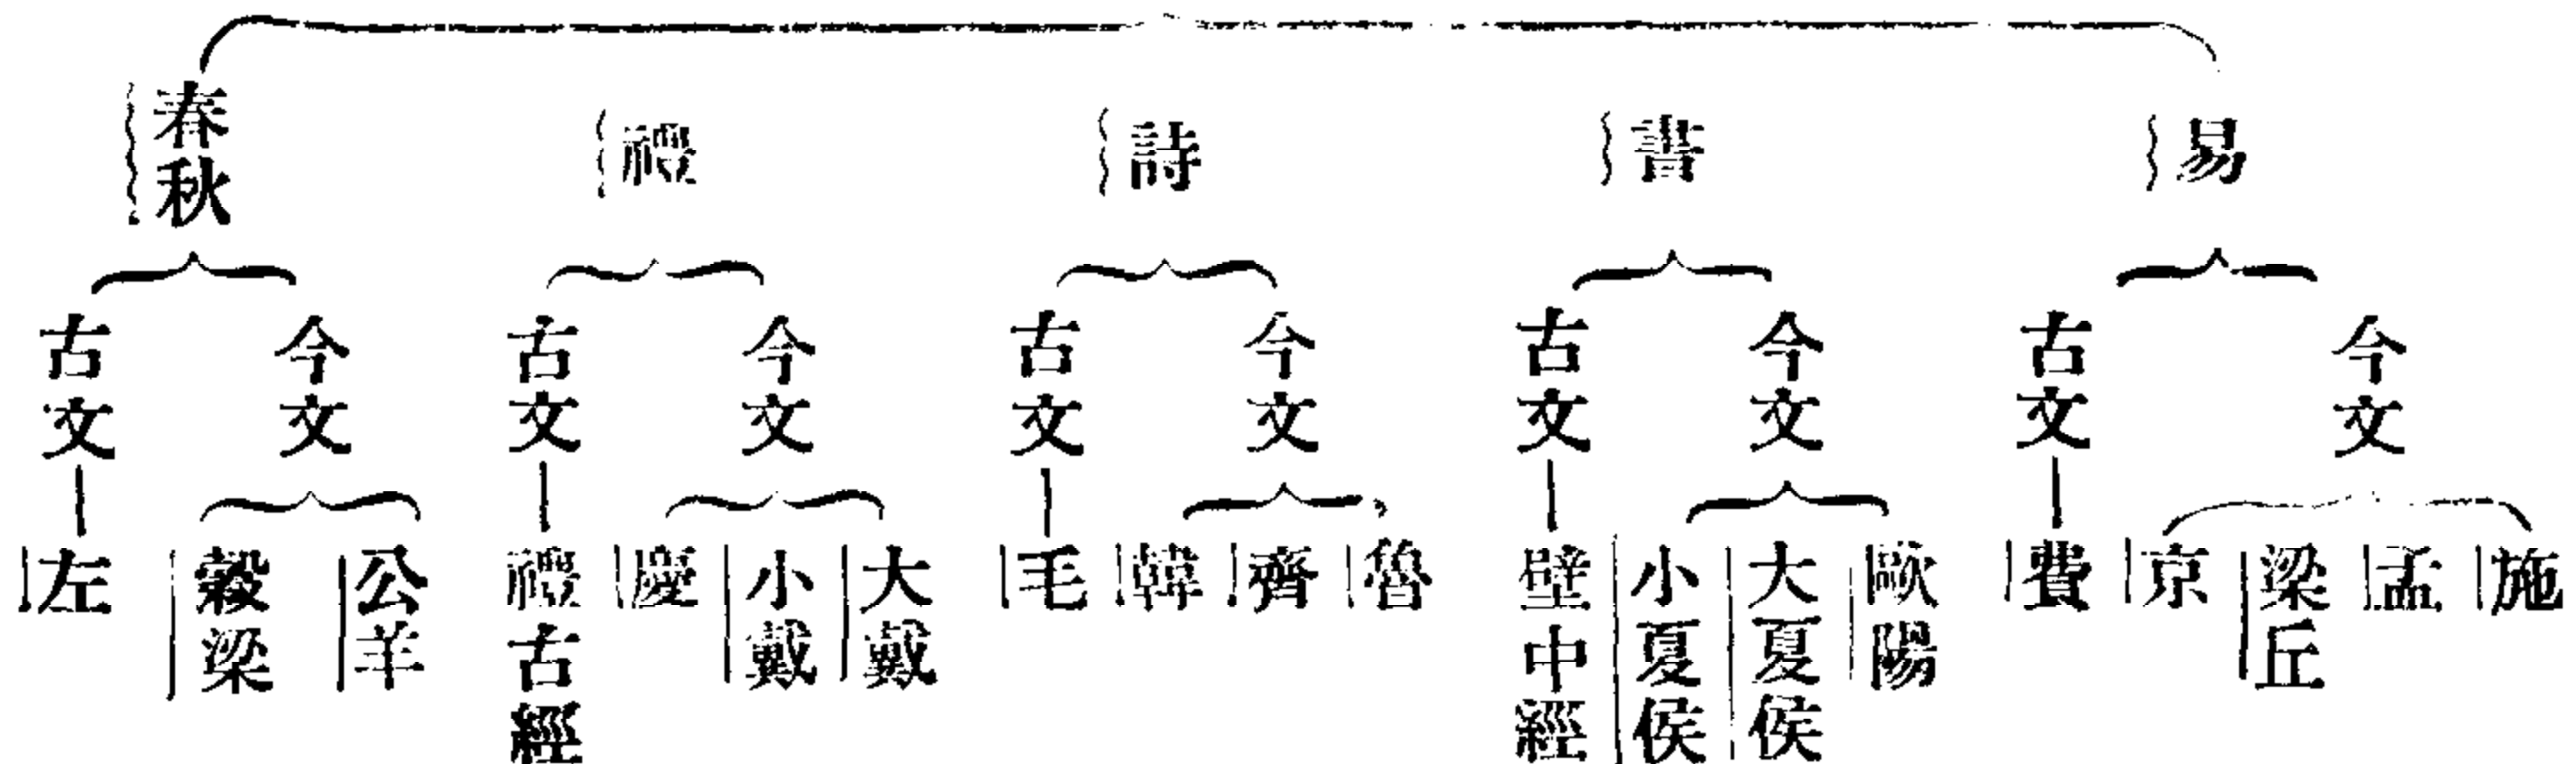 易
今文
施
孟
梁丘
京
古文
費
書
今文
歐陽
大夏侯
小夏侯
古文
壁中經
詩
今文
魯
齊
韓
古文
毛
禮
今文
大戴
小戴
慶
古文
禮古經
春秋
今文
公羊
穀梁
古文
左